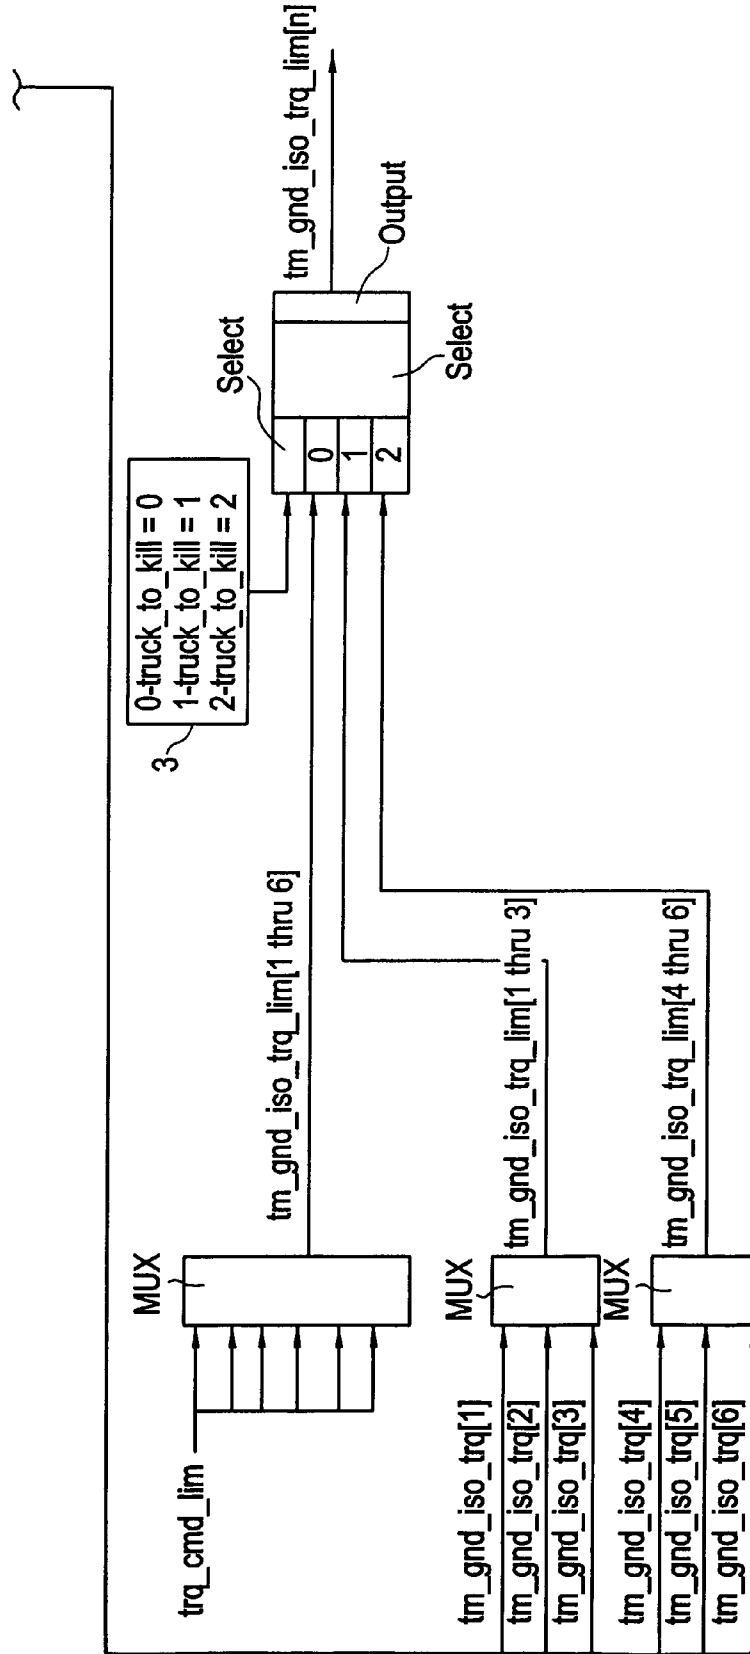 trq_cmd_lim
MUX
tm_gnd_iso_trq_lim[1 thru 6]
3
0-truck_to_kill = 0
1-truck_to_kill = 1
2-truck_to_kill = 2
Select
0
1
2
Select
Output
tm_gnd_iso_trq_lim[n]
tm_gnd_iso_trq[1]
tm_gnd_iso_trq[2]
tm_gnd_iso_trq[3]
MUX
tm_gnd_iso_trq_lim[1 thru 3]
tm_gnd_iso_trq[4]
tm_gnd_iso_trq[5]
tm_gnd_iso_trq[6]
MUX
tm_gnd_iso_trq_lim[4 thru 6]